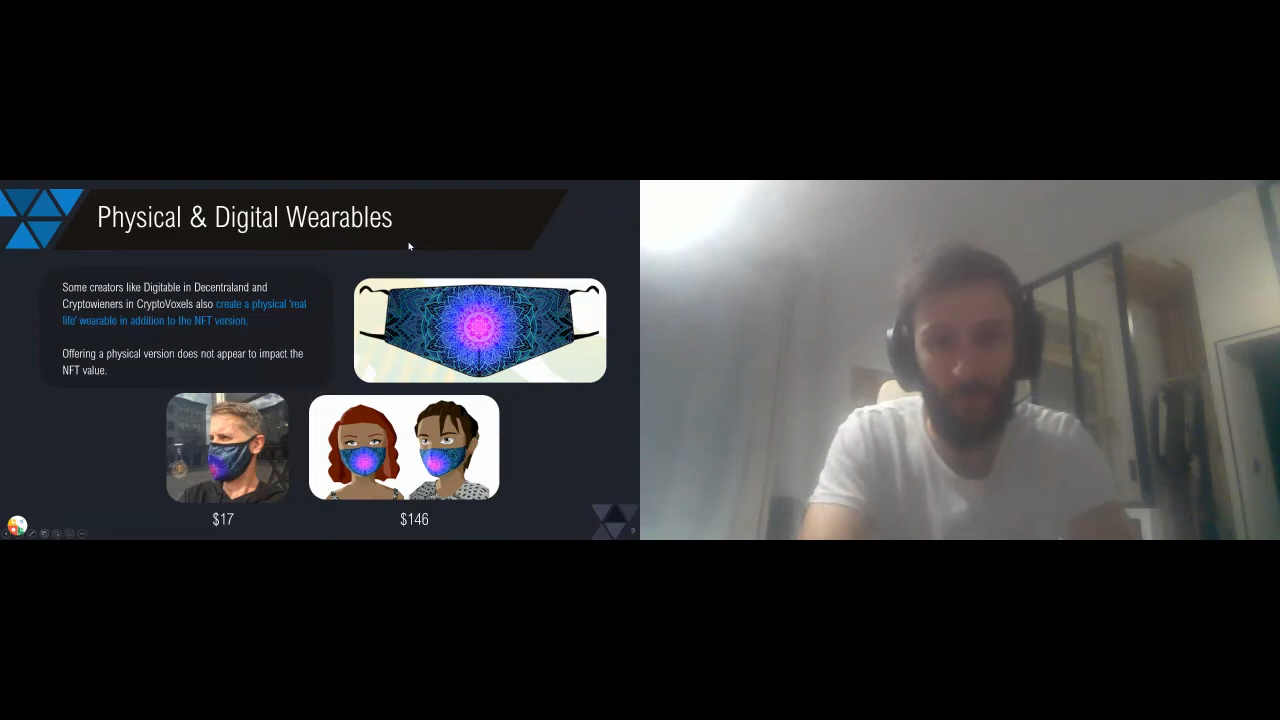 Physical & Digital Wearables
Some creators like Digitable in Decentraland and
Cryptowieners in CryptoVoxels also create a physical 'real
life' wearable in addition to the NFT version.
Offering a physical version does not appear to impact the
NFT value.
$17
$146
9